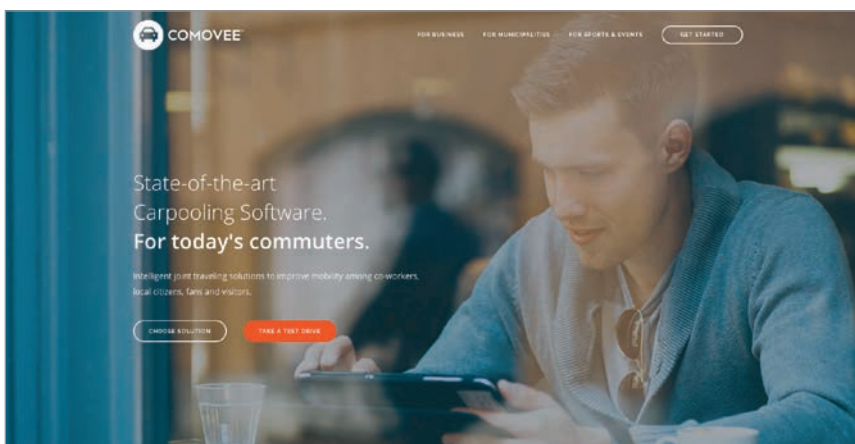 COMOVEE
FOR BUSINESS FOR MUNICIPALITIES FOR SPORTS & EVENTS GET STARTED
State-of-the-art
Carpooling Software.
For today's commuters.
Intelligent joint traveling solutions to improve mobility among co-workers,
local citizens, fans and visitors.
CHOOSE SOLUTION TAKE A TEST DRIVE